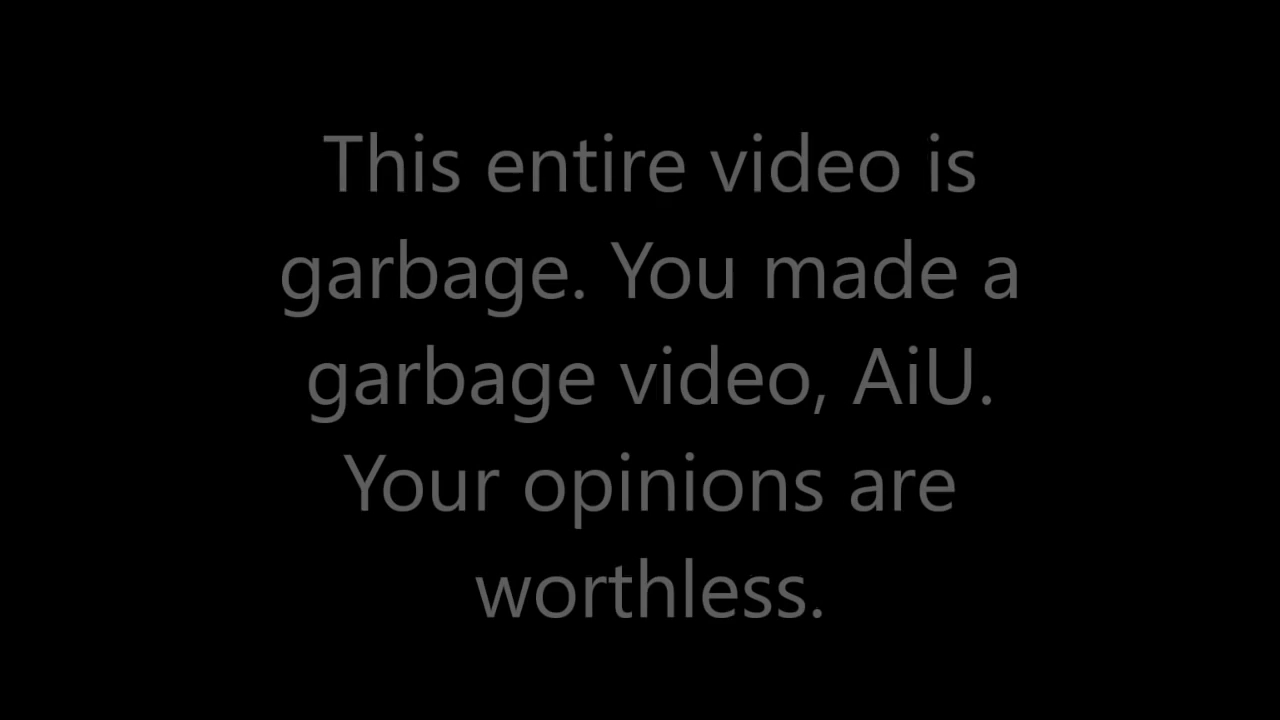 This entire video is
garbage. You made a
garbage video, AiU.
Your opinions are
worthless.